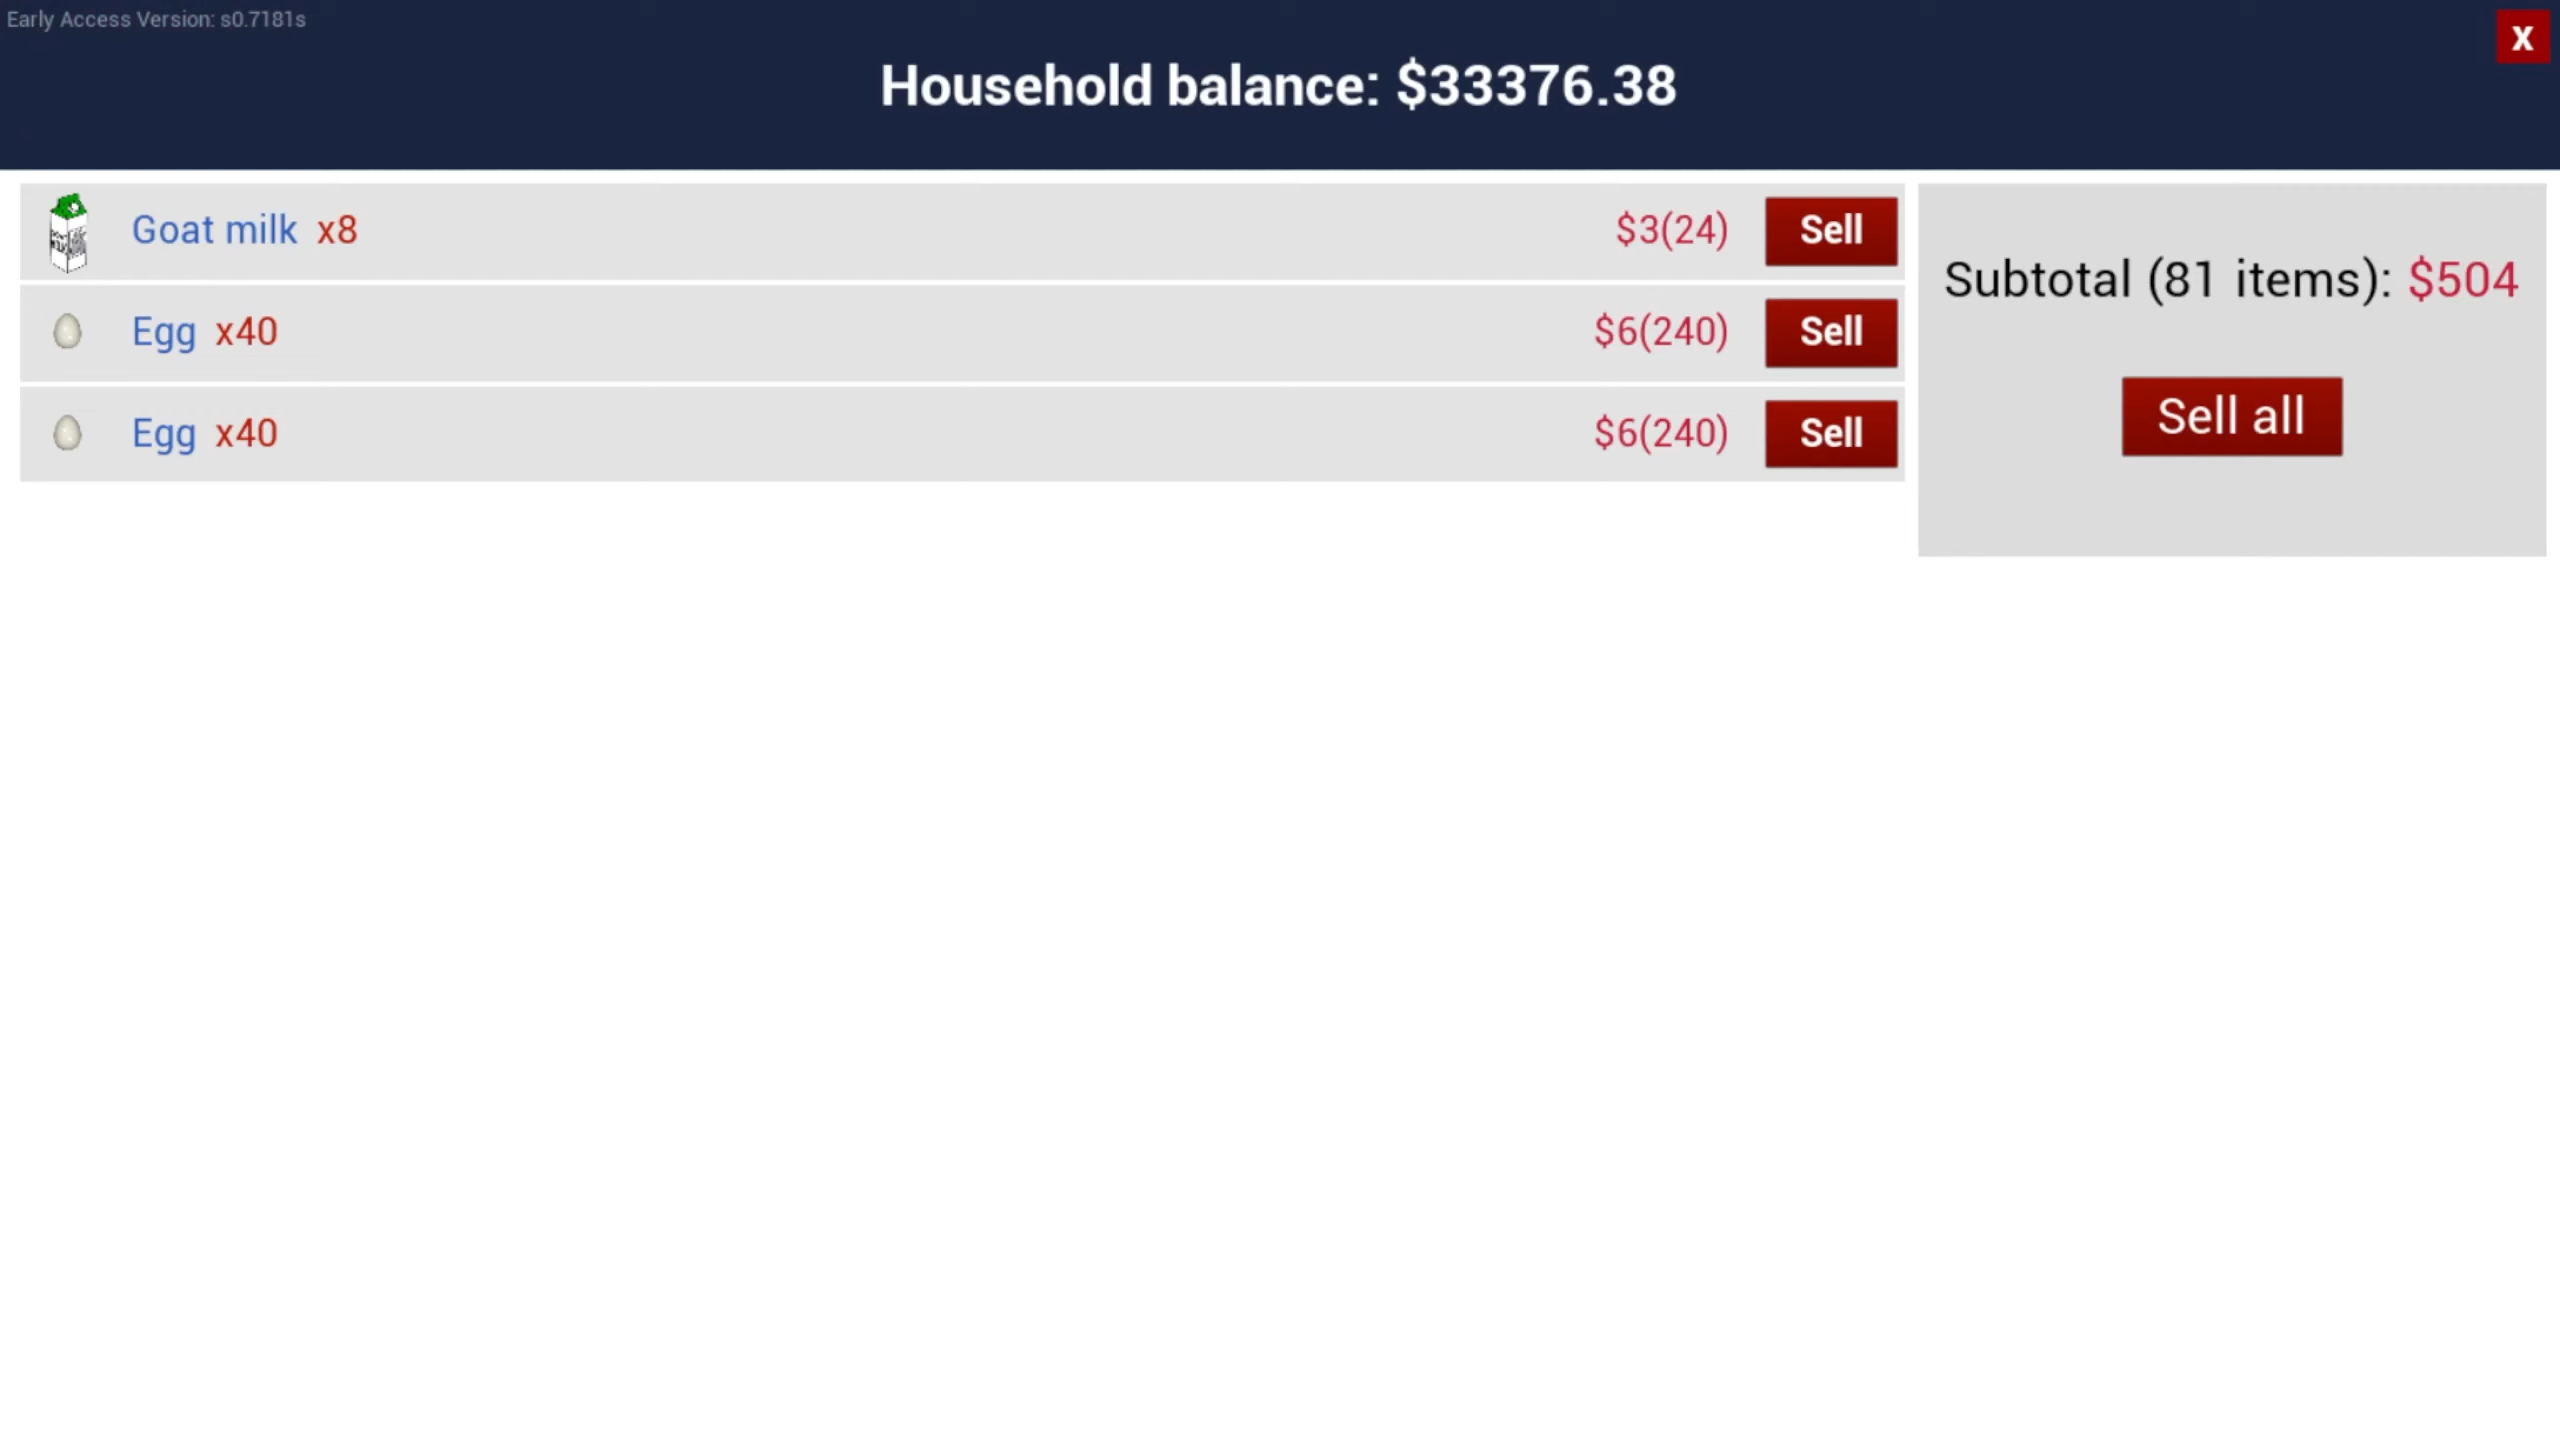 Early Access Version: s0.7181s
X
Household balance: $33376.38
Goat milk x8 $3(24) Sell
Egg x40 $6(240) Sell
Egg x40 $6(240) Sell
Subtotal (81 items): $504
Sell all